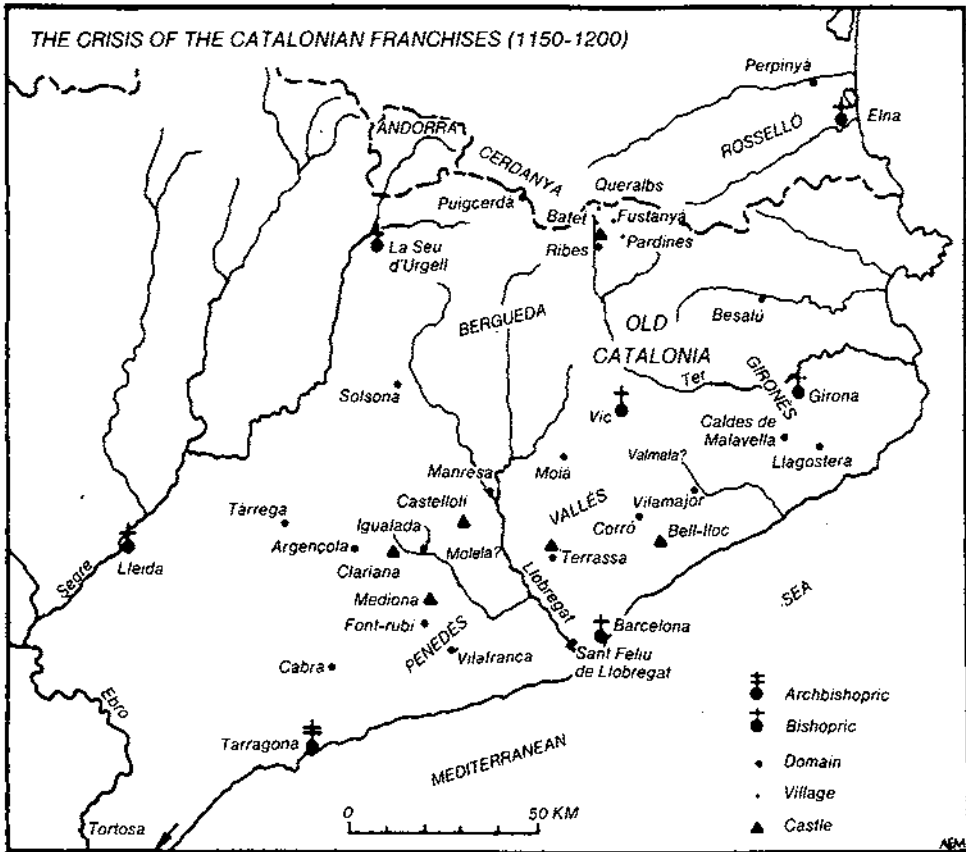 THE CRISIS OF THE CATALONIAN FRANCHISES (1150-1200)
Perpinyà
Elna
ROSSELLÓ
ANDORRA
CERDANYA
Queralbs
Puigcerdà
Batet
Fustanyà
Ribes
Pardines
La Seu
d'Urgell
BERGUEDA
OLD
CATALONIA
Besalú
Ter
GIRONÈS
Girona
Solsona
Vic
Caldes de
Malavella
Llagostera
Valmala?
Moià
Manresa
Castellolí
VALLÉS
Vilamajor
Corró
Bell-lloc
Tàrrega
Igualada
Argençola
Molela?
Terrassa
Clariana
Lleida
Segre
Llobregat
Mediona
Font-rubí
PENEDÈS
Vilafranca
Barcelona
Sant Feliu
de Llobregat
SEA
Cabra
Ebro
Tarragona
MEDITERRANEAN
Tortosa
0 50 KM
Archbishopric
Bishopric
Domain
Village
Castle
AEM